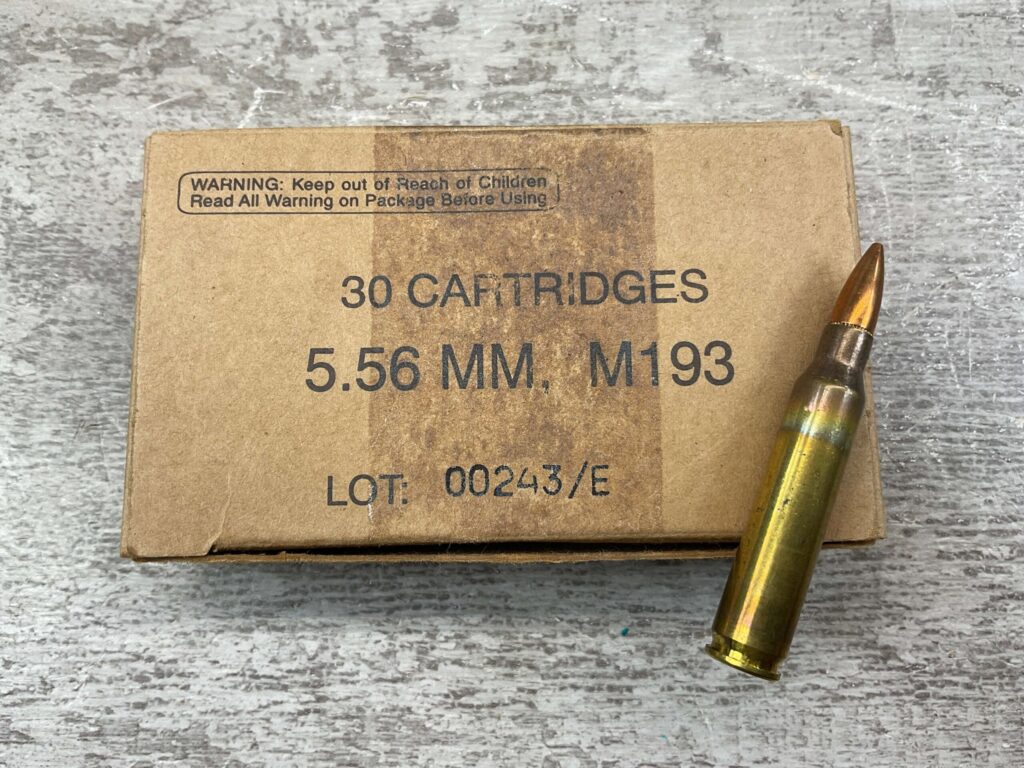 WARNING: Keep out of Reach of Children
Read All Warning on Package Before Using
30 CARTRIDGES
5.56 MM, M193
LOT: 00243/E